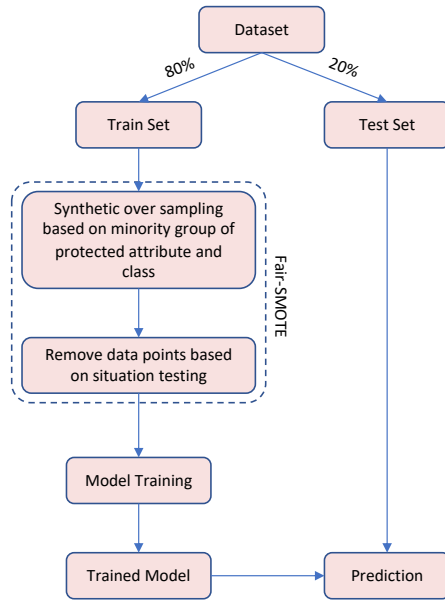 Dataset
80%
20%
Train Set
Test Set
Synthetic over sampling
based on minority group of
protected attribute and
class
Fair-SMOTE
Remove data points based
on situation testing
Model Training
Trained Model
Prediction